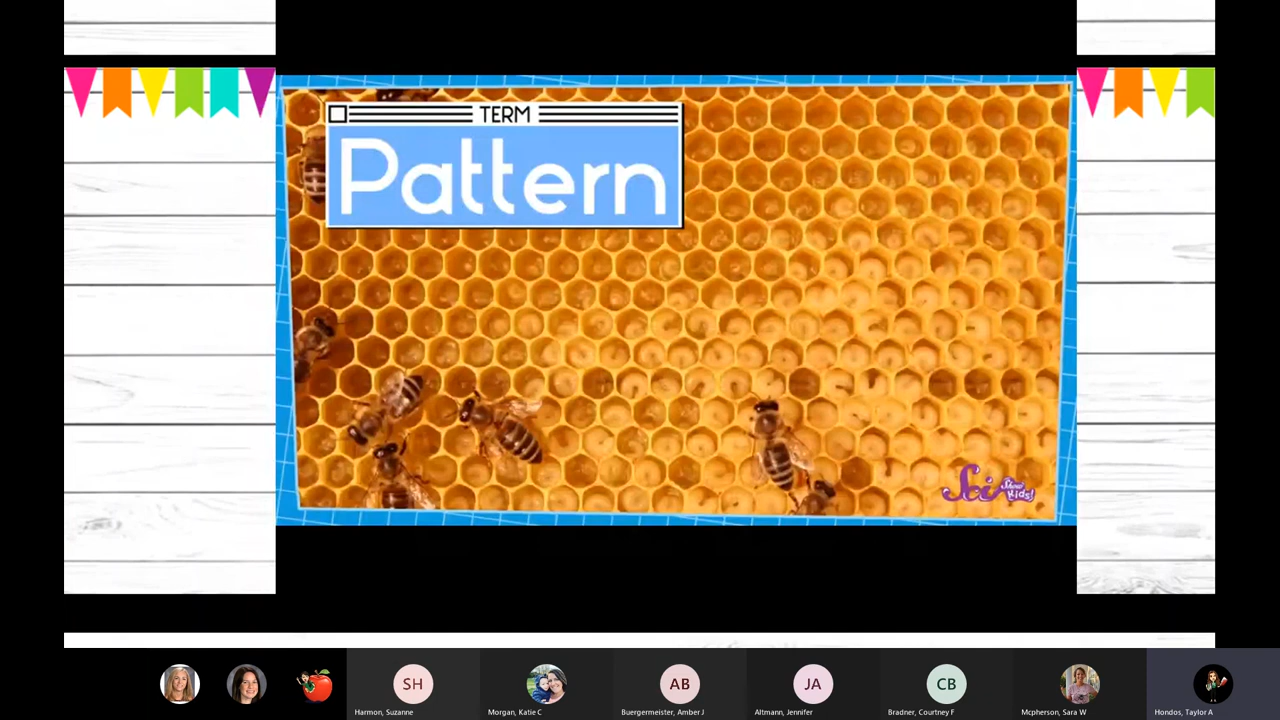 TERM
Pattern
Sci Show Kids!
SH
AB
JA
CB
Harmon, Suzanne
Morgan, Katie C
Buergermeister, Amber J
Altmann, Jennifer
Bradner, Courtney F
Mcpherson, Sara W
Hondos, Taylor A